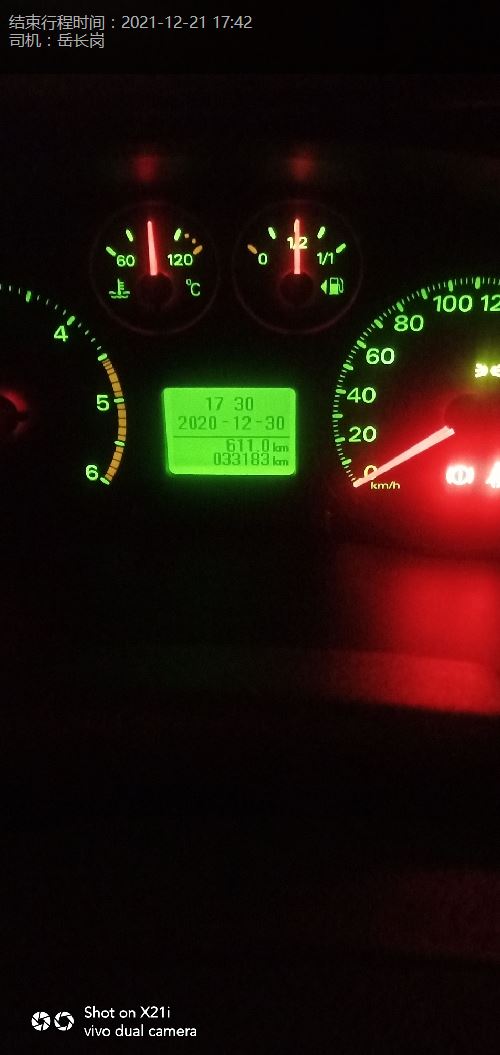 结束行程时间：2021-12-21 17:42
司机：岳长岗
60 120
℃
0 1/2 1/1
4
5
6
17 30
2020-12-30
611.0 km
033183 km
0 20 40 60 80 100 12
km/h
Shot on X21i
vivo dual camera